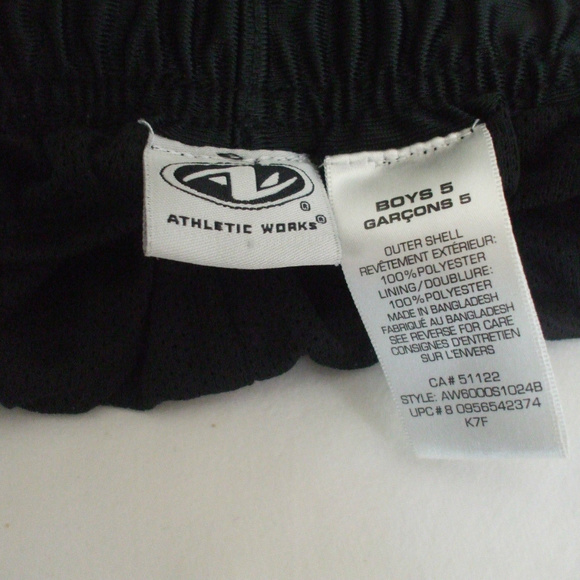 ATHLETIC WORKS®
BOYS 5
GARÇONS 5
OUTER SHELL
REVÊTEMENT EXTÉRIEUR:
100% POLYESTER
LINING/DOUBLURE:
100% POLYESTER
MADE IN BANGLADESH
FABRIQUÉ AU BANGLADESH
SEE REVERSE FOR CARE
CONSIGNES D'ENTRETIEN
SUR L'ENVERS
CA# 51122
STYLE: AW6000S1024B
UPC# 8 0956542374
K7F